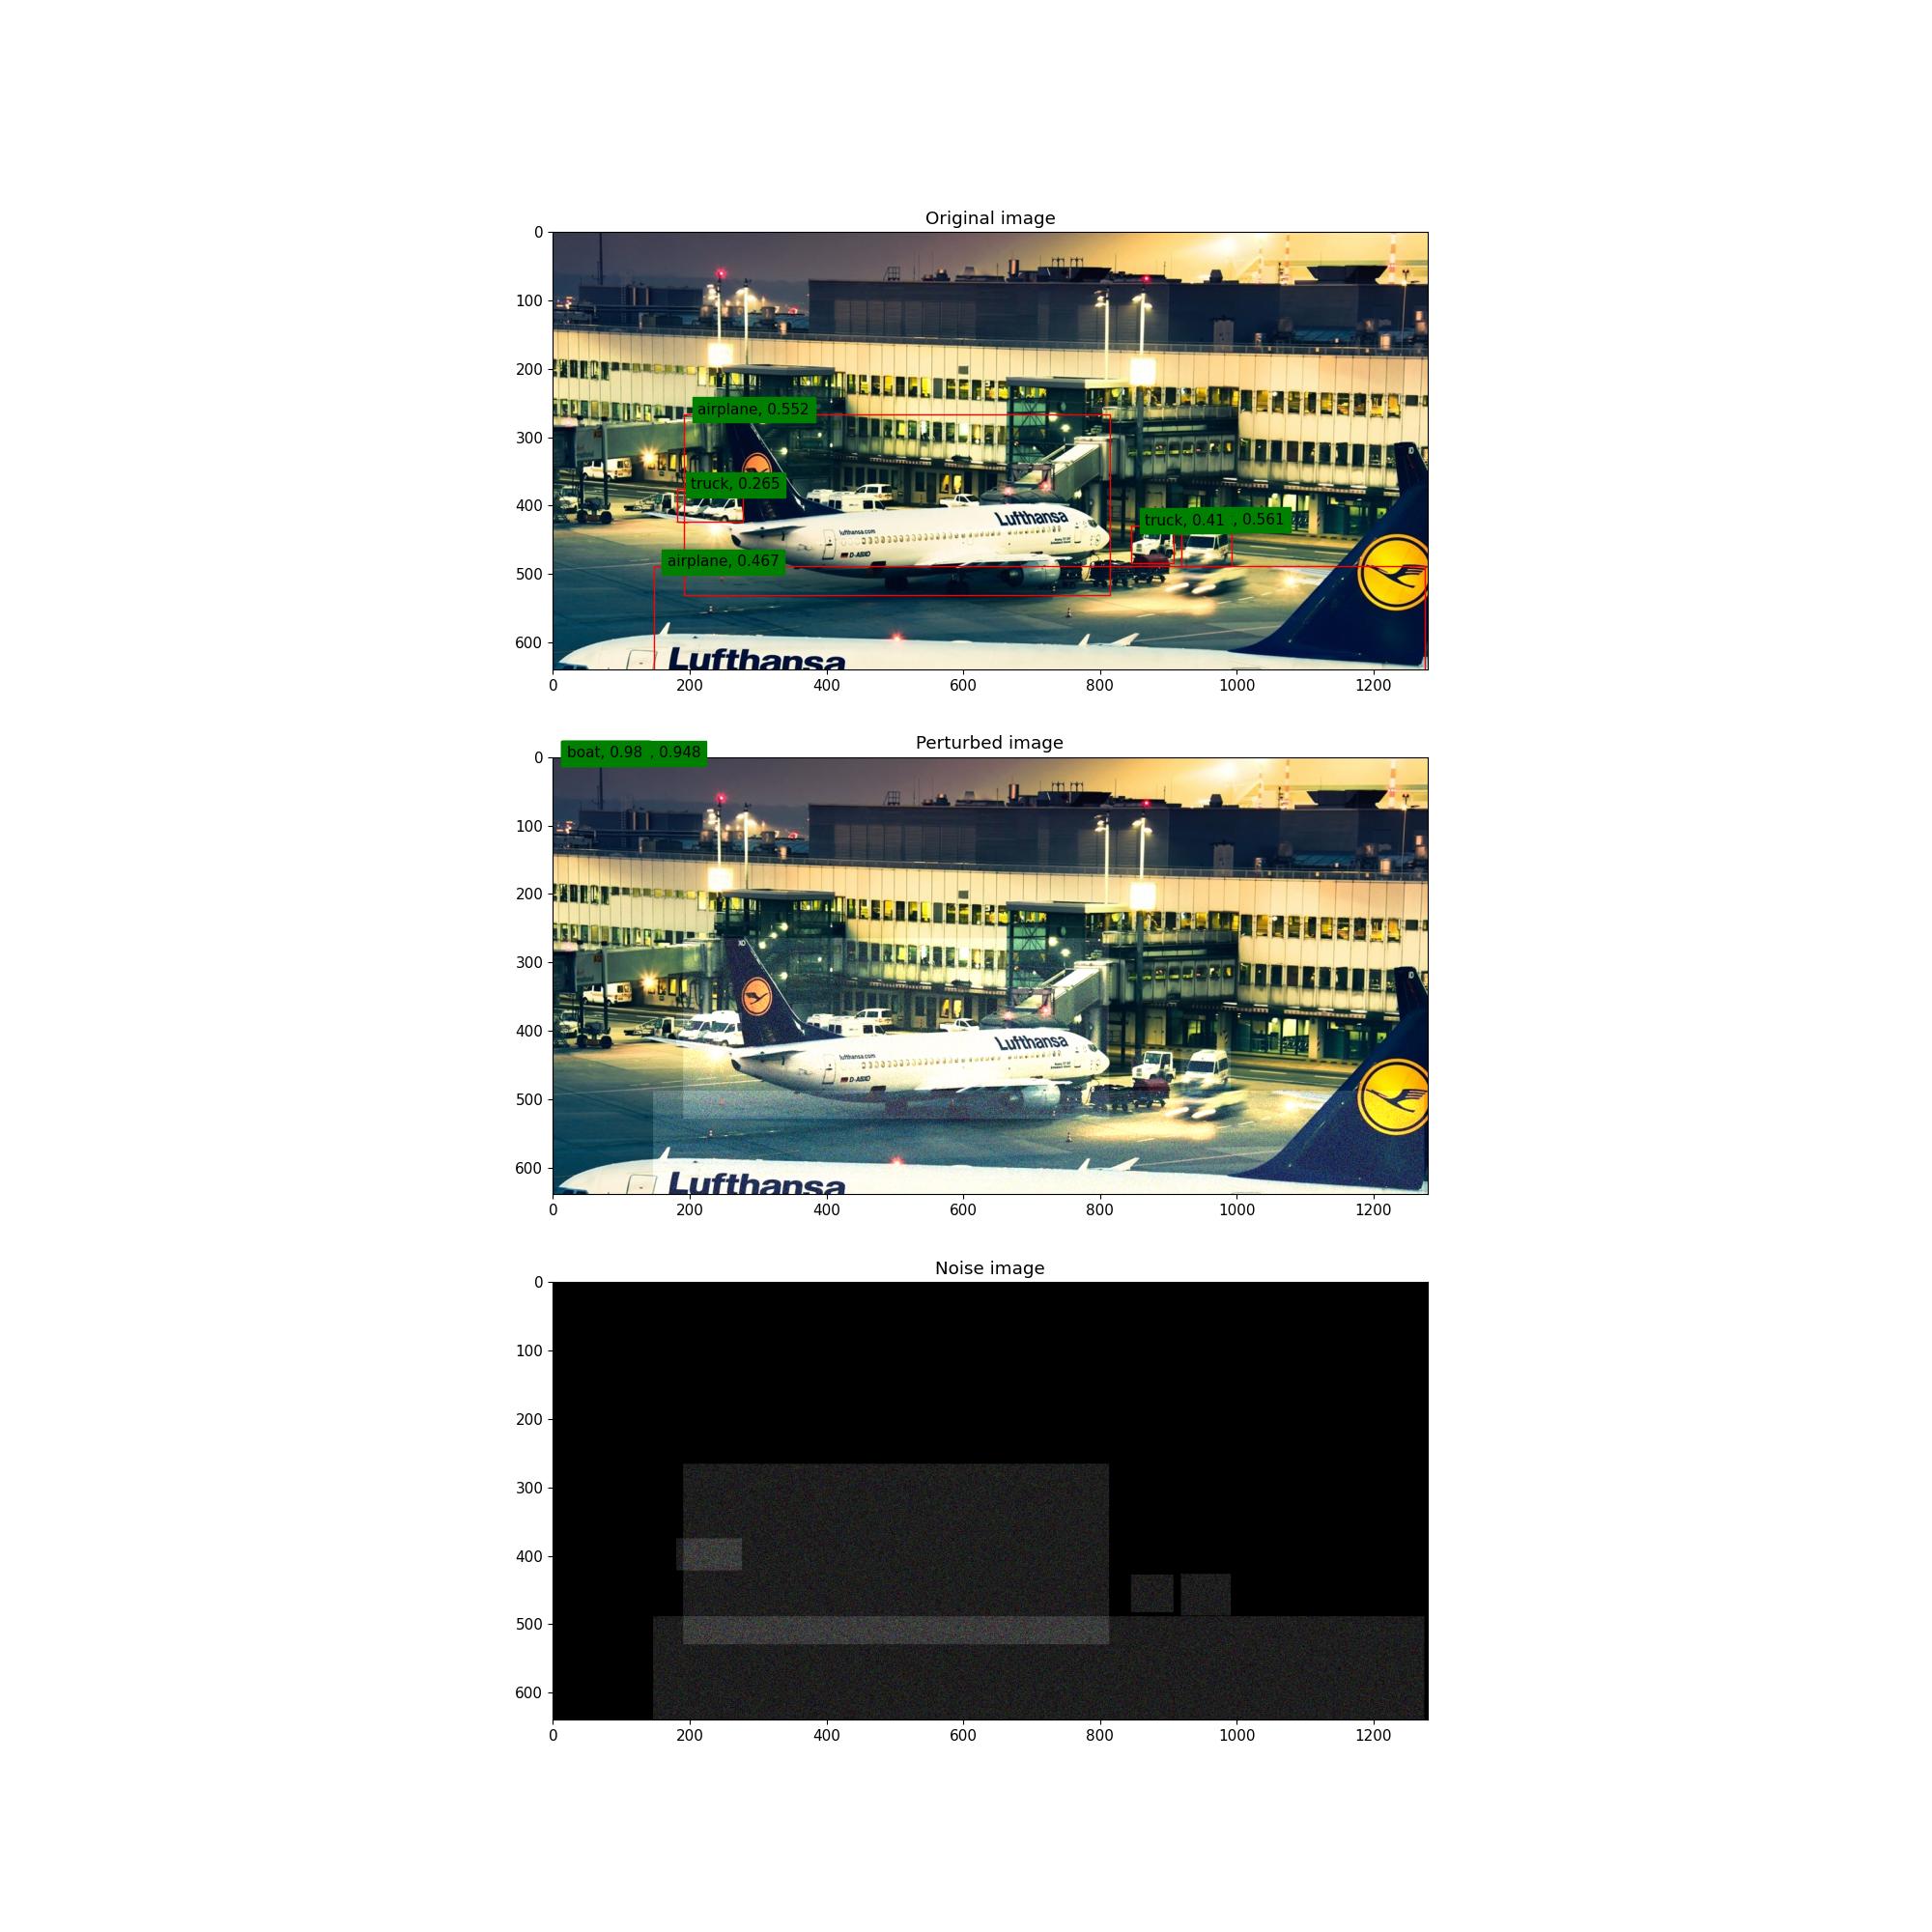 Original image
0
100
200
300
400
500
600
airplane, 0.552
truck, 0.265
truck, 0.41 , 0.561
airplane, 0.467
Lufthansa
lufthansa.com
D-ABXD
Lufthansa
0 200 400 600 800 1000 1200
Perturbed image
boat, 0.98 , 0.948
0
100
200
300
400
500
600
XD
Lufthansa
lufthansa.com
Lufthansa
0 200 400 600 800 1000 1200
Noise image
0
100
200
300
400
500
600
0 200 400 600 800 1000 1200